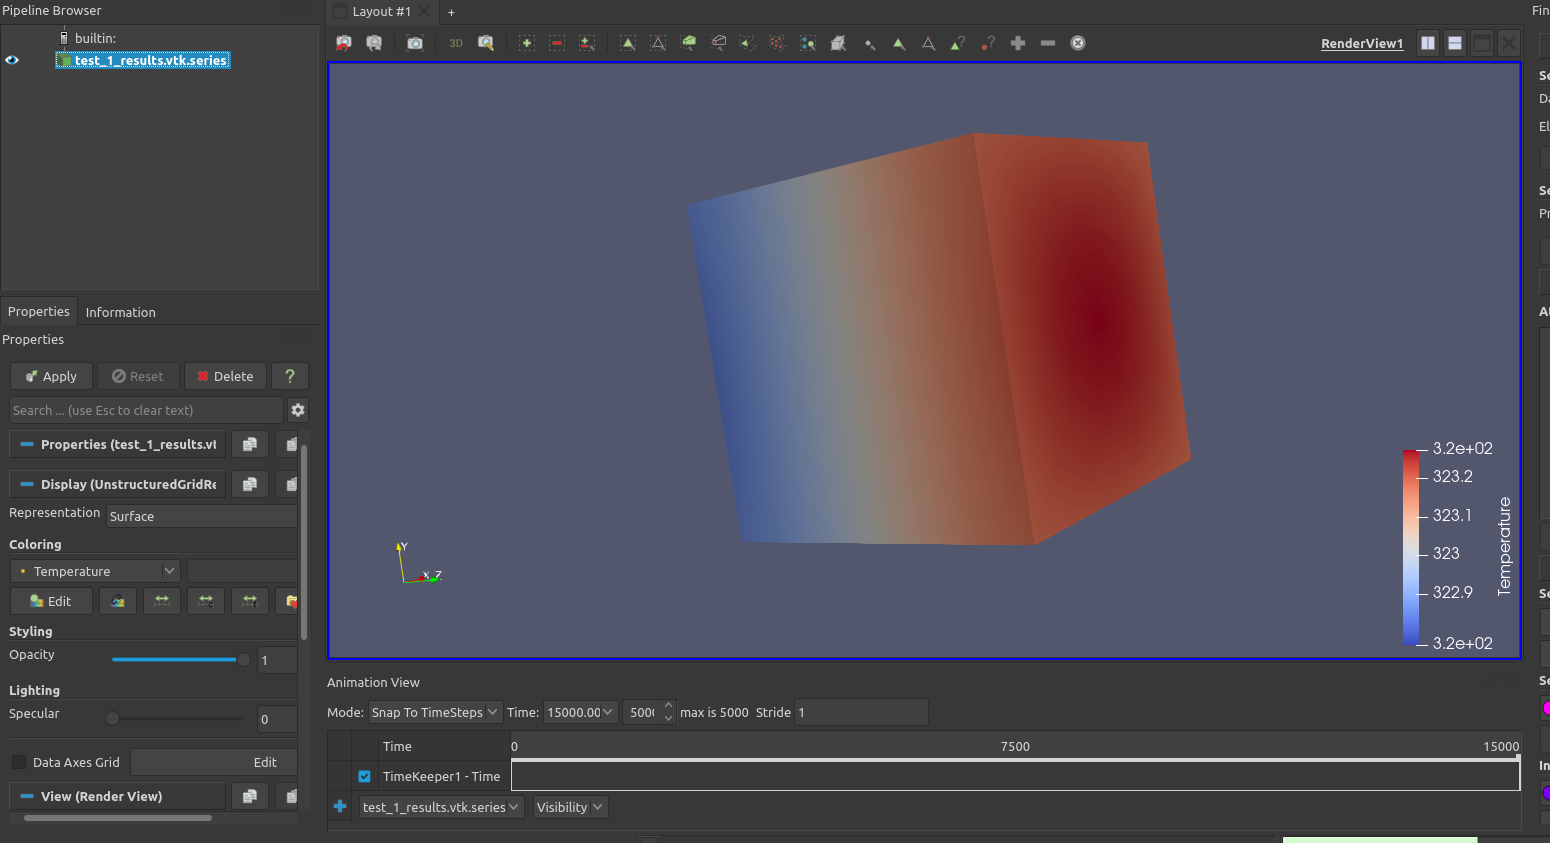 Pipeline Browser
builtin:
test_1_results.vtk.series
Properties Information
Properties
Apply Reset Delete ?
Search ... (use Esc to clear text)
Properties (test_1_results.vt
Display (UnstructuredGridRe
Representation Surface
Coloring
Temperature
Edit
Styling
Opacity 1
Lighting
Specular 0
Data Axes Grid Edit
View (Render View)
Layout #1 +
3D RenderView1
Y
X Z
3.2e+02
323.2
323.1
323
322.9
3.2e+02
Temperature
Animation View
Mode: Snap To TimeSteps Time: 15000.00 5000 max is 5000 Stride 1
Time 0 7500 15000
TimeKeeper1 - Time
test_1_results.vtk.series Visibility
Fin
Se
Da
El
Se
Pr
At
Se
Se
In